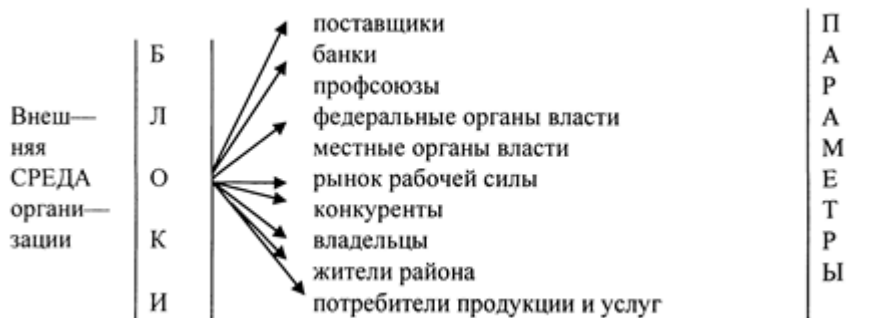 Внеш—
няя
СРЕДА
органи—
зации
Б
Л
О
К
И
поставщики
банки
профсоюзы
федеральные органы власти
местные органы власти
рынок рабочей силы
конкуренты
владельцы
жители района
потребители продукции и услуг
П
А
Р
А
М
Е
Т
Р
Ы